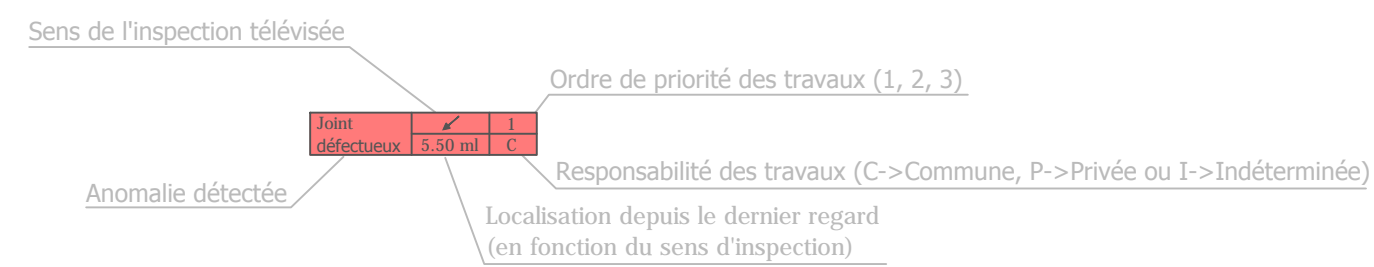 Sens de l'inspection télévisée
Ordre de priorité des travaux (1, 2, 3)
Joint
défectueux
1
5.50 ml
C
Responsabilité des travaux (C->Commune, P->Privée ou I->Indéterminée)
Anomalie détectée
Localisation depuis le dernier regard
(en fonction du sens d'inspection)